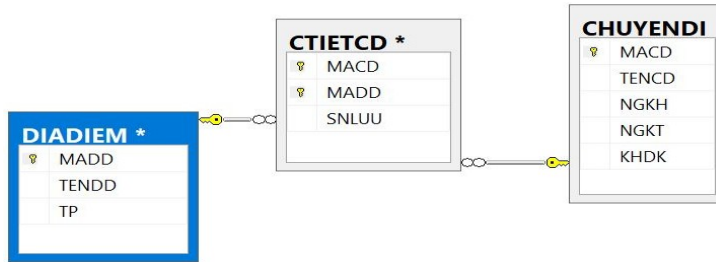 DIADIEM *
MADD
TENDD
TP
CTIETCD *
MACD
MADD
SNLUU
CHUYENDI
MACD
TENCD
NGKH
NGKT
KHDK